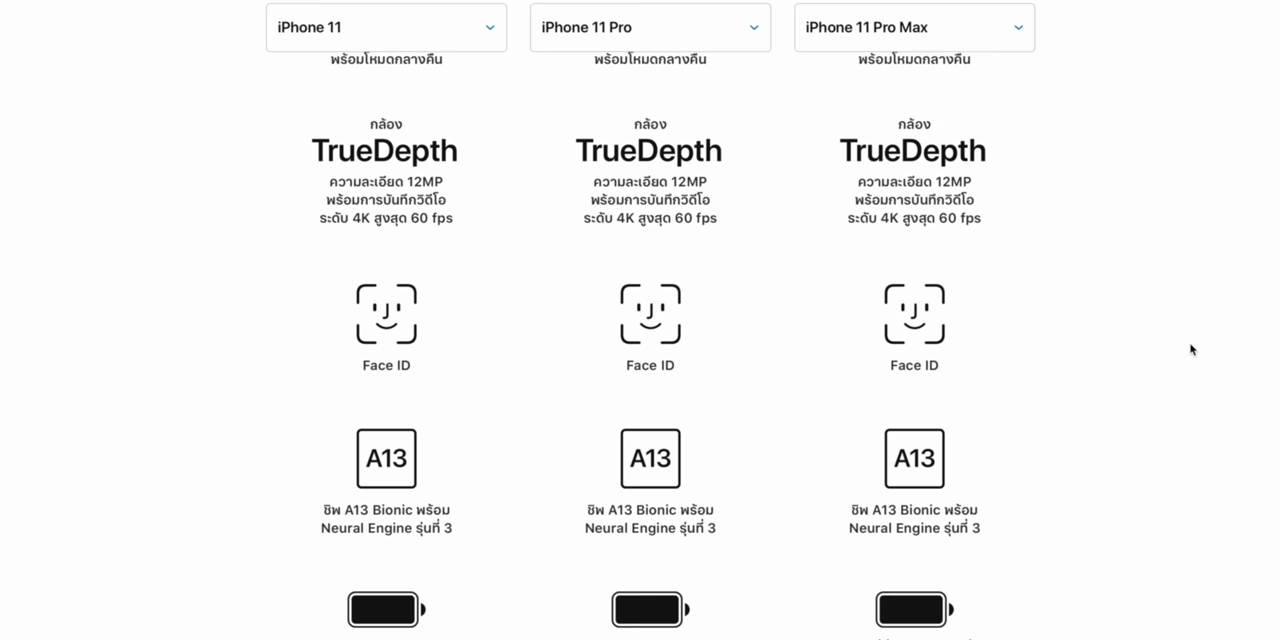 iPhone 11
iPhone 11 Pro
iPhone 11 Pro Max
พร้อมโหมดกลางคืน
พร้อมโหมดกลางคืน
พร้อมโหมดกลางคืน
กล้อง
TrueDepth
ความละเอียด 12MP
พร้อมการบันทึกวิดีโอ
ระดับ 4K สูงสุด 60 fps
กล้อง
TrueDepth
ความละเอียด 12MP
พร้อมการบันทึกวิดีโอ
ระดับ 4K สูงสุด 60 fps
กล้อง
TrueDepth
ความละเอียด 12MP
พร้อมการบันทึกวิดีโอ
ระดับ 4K สูงสุด 60 fps
Face ID
Face ID
Face ID
A13
ชิพ A13 Bionic พร้อม
Neural Engine รุ่นที่ 3
A13
ชิพ A13 Bionic พร้อม
Neural Engine รุ่นที่ 3
A13
ชิพ A13 Bionic พร้อม
Neural Engine รุ่นที่ 3